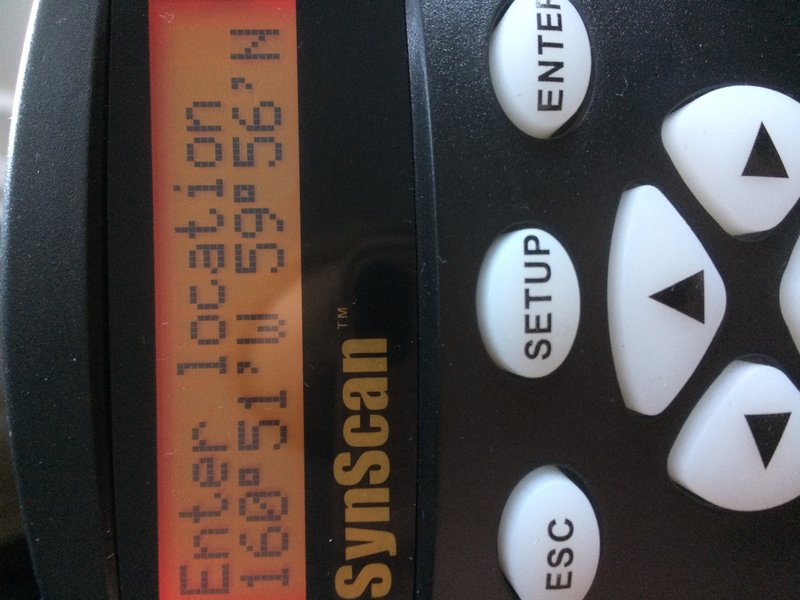 Enter location
160°51'W 59°56'N
SynScan™
ESC
SETUP
ENTER